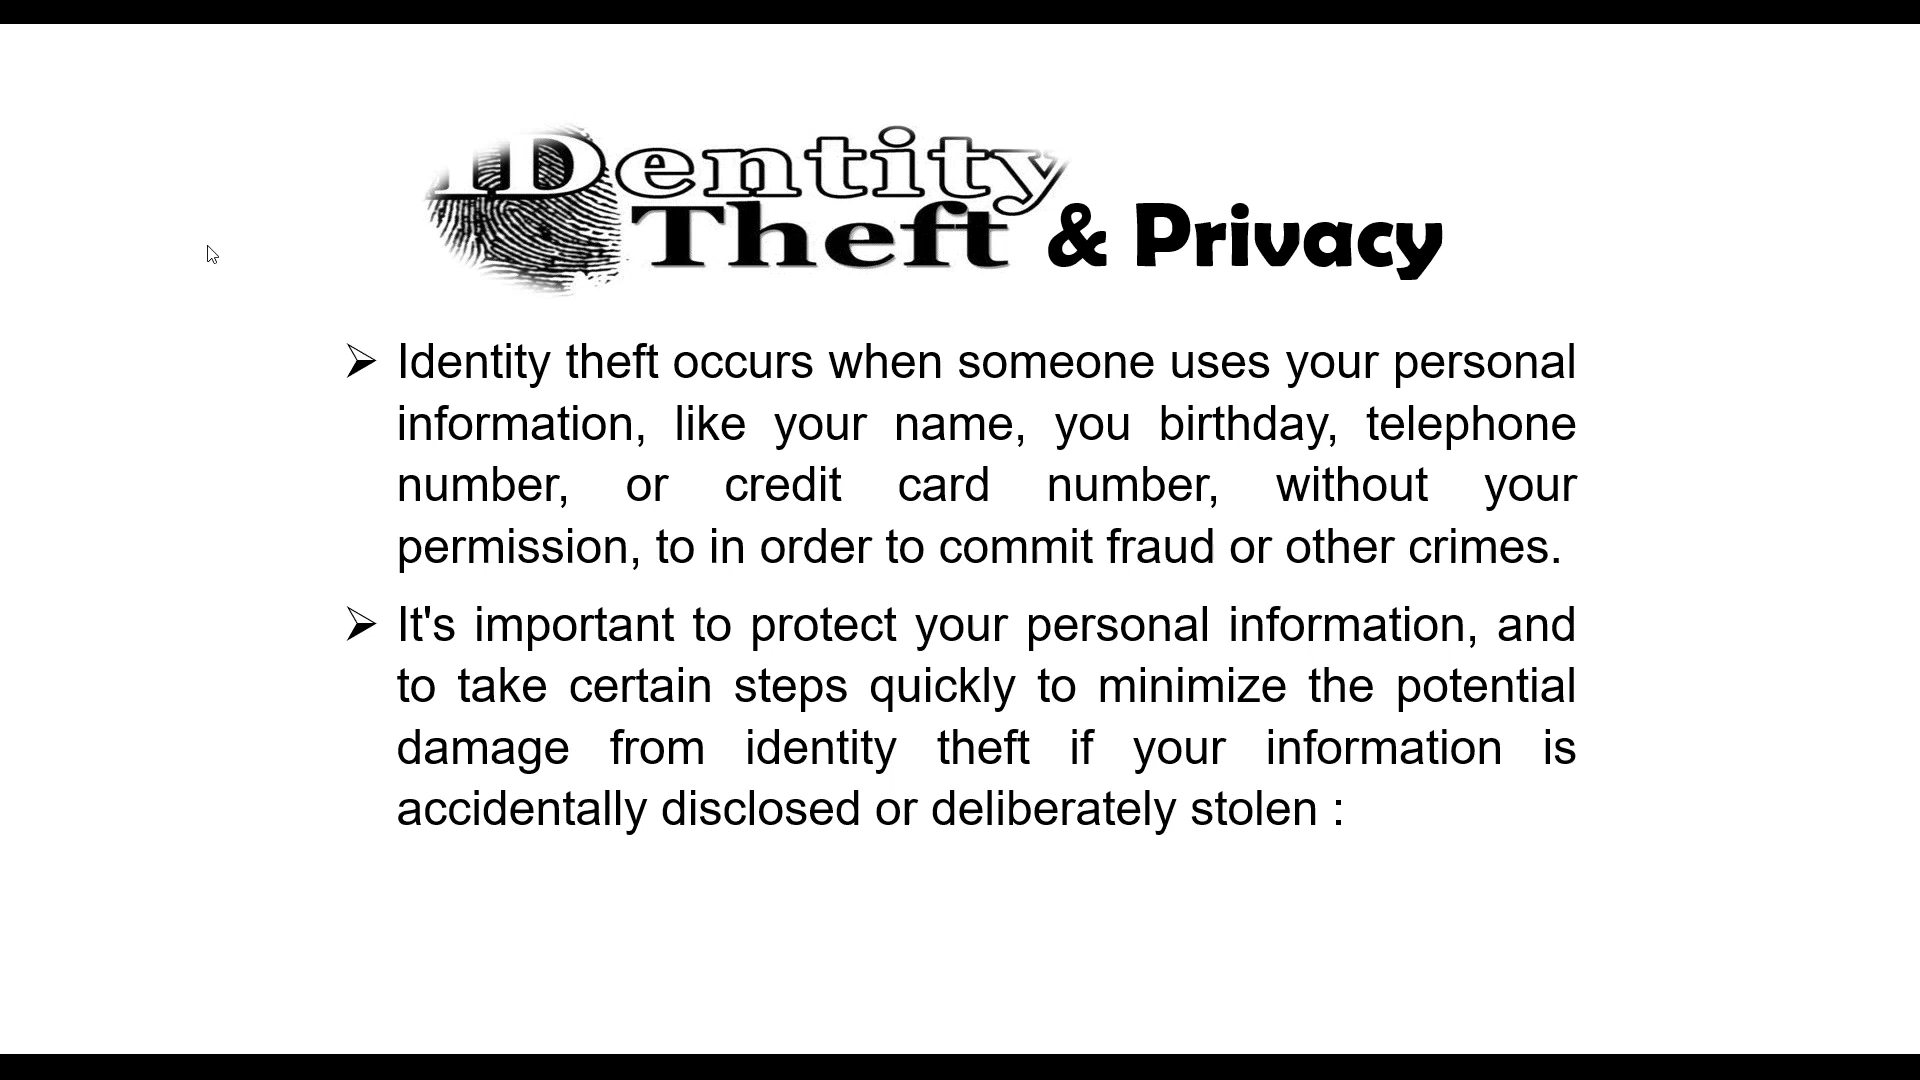 IDentity
Theft & Privacy
➢ Identity theft occurs when someone uses your personal
information, like your name, you birthday, telephone
number, or credit card number, without your
permission, to in order to commit fraud or other crimes.
➢ It's important to protect your personal information, and
to take certain steps quickly to minimize the potential
damage from identity theft if your information is
accidentally disclosed or deliberately stolen :